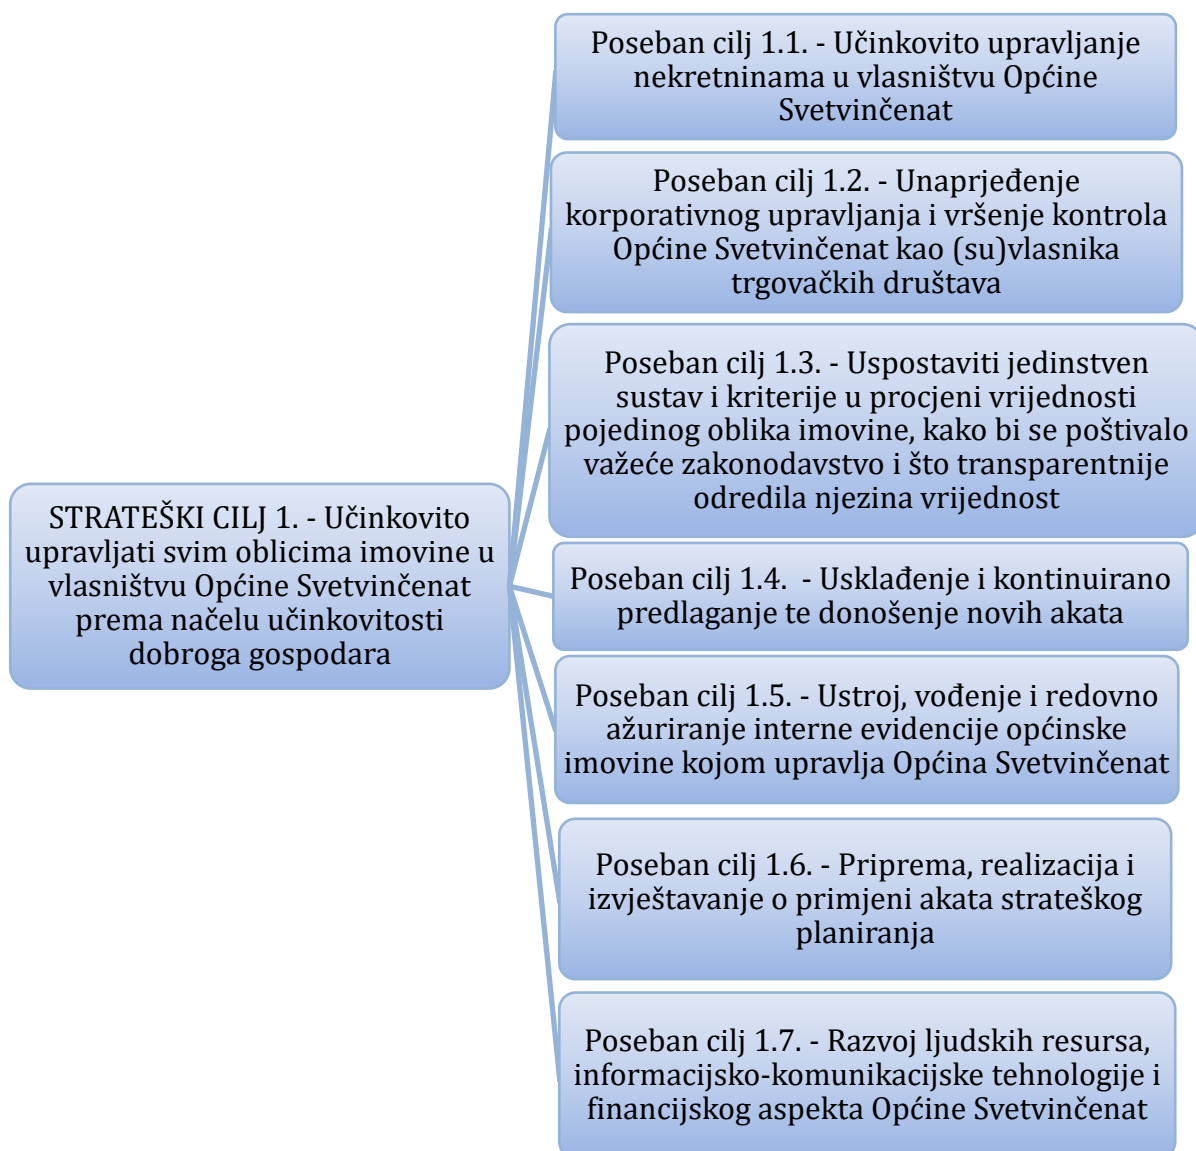 STRATEŠKI CILJ 1. - Učinkovito
upravljati svim oblicima imovine u
vlasništvu Općine Svetvinčenat
prema načelu učinkovitosti
dobroga gospodara
Poseban cilj 1.1. - Učinkovito upravljanje
nekretninama u vlasništvu Općine
Svetvinčenat
Poseban cilj 1.2. - Unaprjeđenje
korporativnog upravljanja i vršenje kontrola
Općine Svetvinčenat kao (su)vlasnika
trgovačkih društava
Poseban cilj 1.3. - Uspostaviti jedinstven
sustav i kriterije u procjeni vrijednosti
pojedinog oblika imovine, kako bi se poštivalo
važeće zakonodavstvo i što transparentnije
odredila njezina vrijednost
Poseban cilj 1.4.  - Usklađenje i kontinuirano
predlaganje te donošenje novih akata
Poseban cilj 1.5. - Ustroj, vođenje i redovno
ažuriranje interne evidencije općinske
imovine kojom upravlja Općina Svetvinčenat
Poseban cilj 1.6. - Priprema, realizacija i
izvještavanje o primjeni akata strateškog
planiranja
Poseban cilj 1.7. - Razvoj ljudskih resursa,
informacijsko-komunikacijske tehnologije i
financijskog aspekta Općine Svetvinčenat